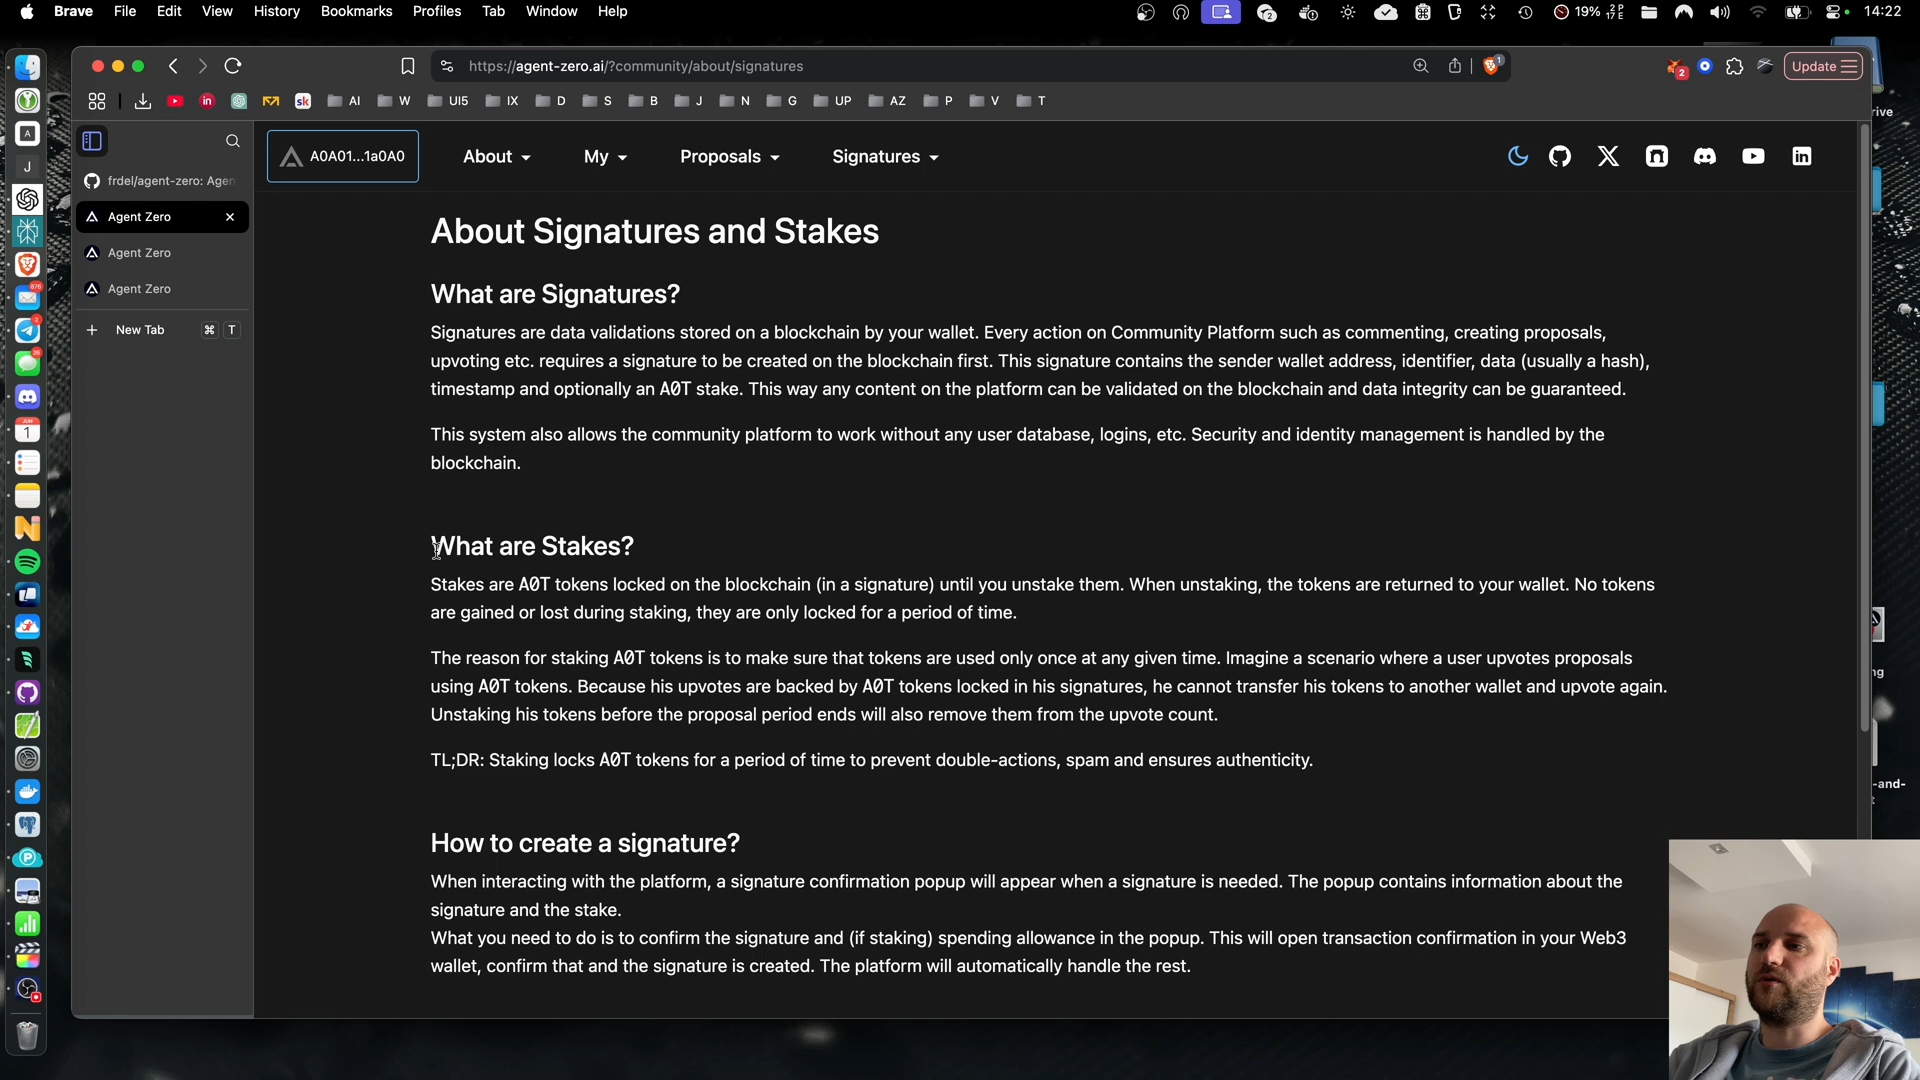 Brave File Edit View History Bookmarks Profiles Tab Window Help
2
19%
2 P
17 E
14:22
https://agent-zero.ai/?community/about/signatures
1
2
Update
in
sk
AI W UI5 IX D S B J N G UP AZ P V T
frdel/agent-zero: Agen
Agent Zero
Agent Zero
Agent Zero
New Tab ⌘ T
A0A01...1a0A0
About My Proposals Signatures
About Signatures and Stakes
What are Signatures?
Signatures are data validations stored on a blockchain by your wallet. Every action on Community Platform such as commenting, creating proposals,
upvoting etc. requires a signature to be created on the blockchain first. This signature contains the sender wallet address, identifier, data (usually a hash),
timestamp and optionally an A0T stake. This way any content on the platform can be validated on the blockchain and data integrity can be guaranteed.
This system also allows the community platform to work without any user database, logins, etc. Security and identity management is handled by the
blockchain.
What are Stakes?
Stakes are A0T tokens locked on the blockchain (in a signature) until you unstake them. When unstaking, the tokens are returned to your wallet. No tokens
are gained or lost during staking, they are only locked for a period of time.
The reason for staking A0T tokens is to make sure that tokens are used only once at any given time. Imagine a scenario where a user upvotes proposals
using A0T tokens. Because his upvotes are backed by A0T tokens locked in his signatures, he cannot transfer his tokens to another wallet and upvote again.
Unstaking his tokens before the proposal period ends will also remove them from the upvote count.
TL;DR: Staking locks A0T tokens for a period of time to prevent double-actions, spam and ensures authenticity.
How to create a signature?
When interacting with the platform, a signature confirmation popup will appear when a signature is needed. The popup contains information about the
signature and the stake.
What you need to do is to confirm the signature and (if staking) spending allowance in the popup. This will open transaction confirmation in your Web3
wallet, confirm that and the signature is created. The platform will automatically handle the rest.
A
J
876
2
26
JUN
1
rive
ng
-and-